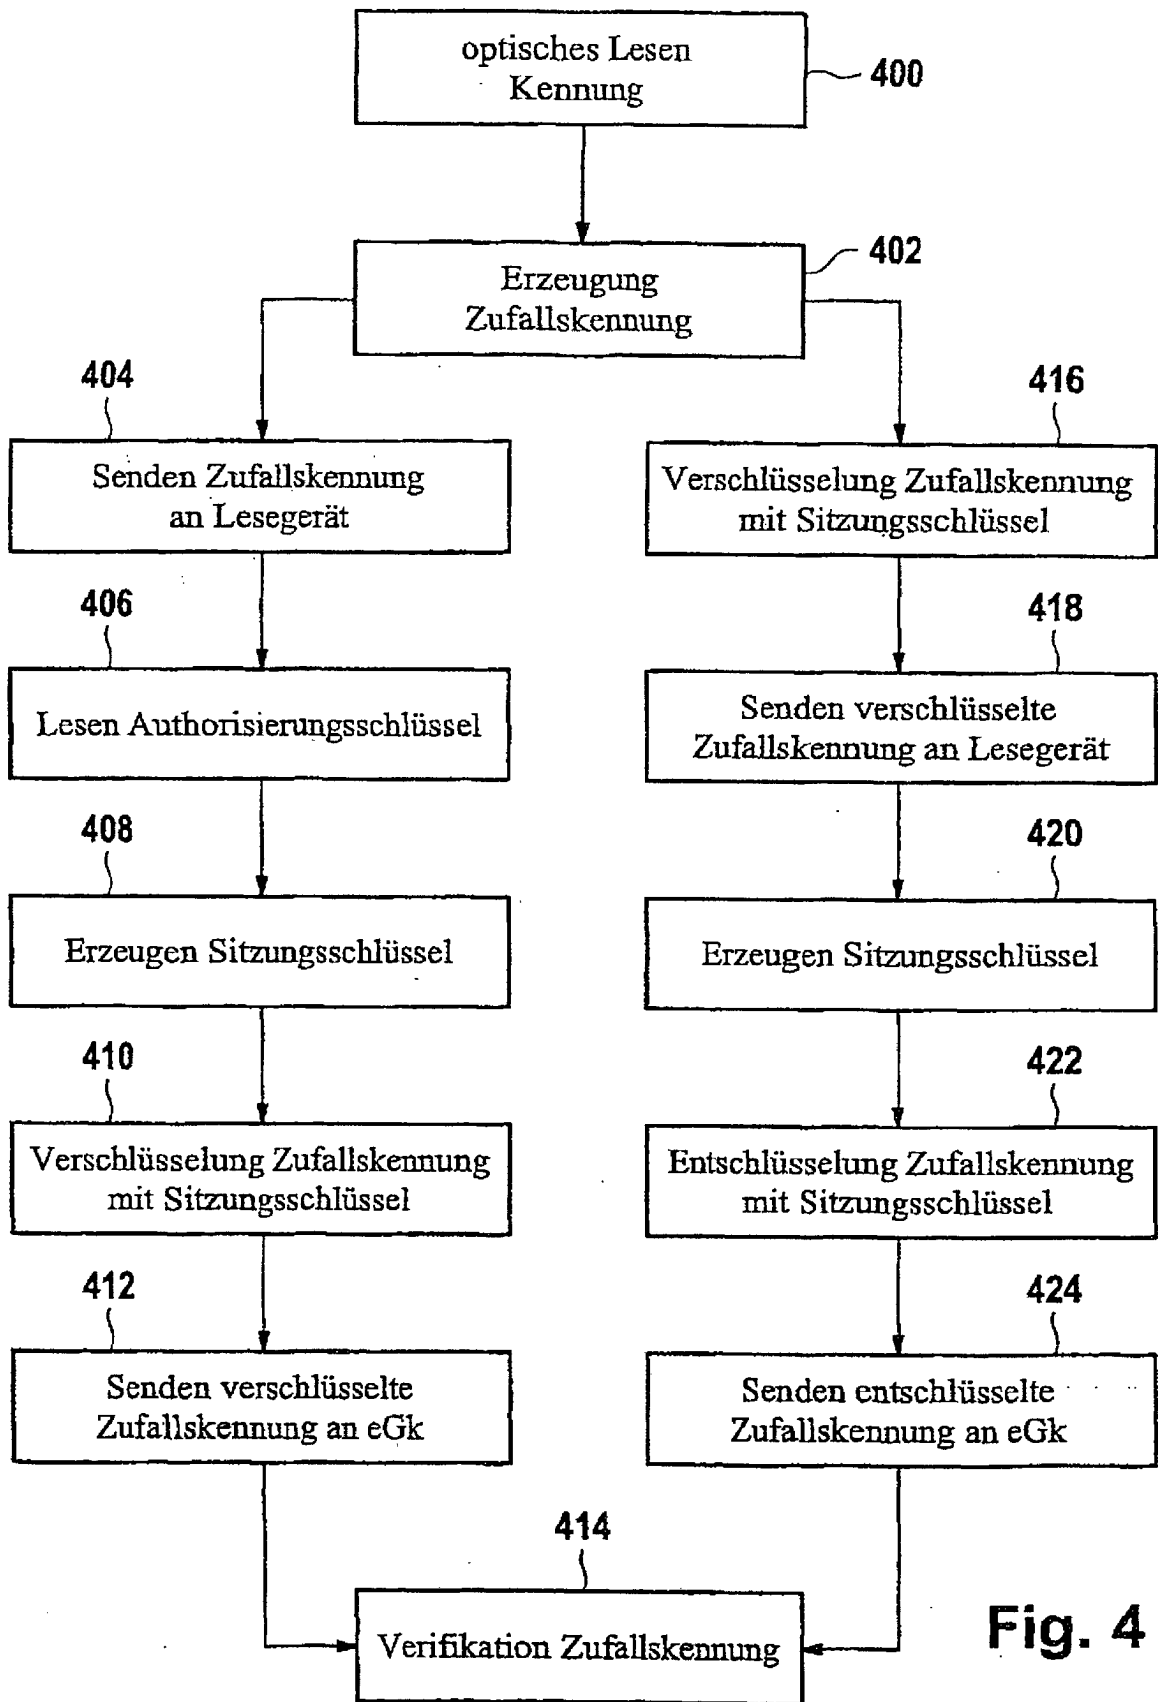 optisches Lesen
Kennung
400
402
Erzeugung
Zufallskennung
404
Senden Zufallskennung
an Lesegerät
406
Lesen Authorisierungsschlüssel
408
Erzeugen Sitzungsschlüssel
410
Verschlüsselung Zufallskennung
mit Sitzungsschlüssel
412
Senden verschlüsselte
Zufallskennung an eGk
416
Verschlüsselung Zufallskennung
mit Sitzungsschlüssel
418
Senden verschlüsselte
Zufallskennung an Lesegerät
420
Erzeugen Sitzungsschlüssel
422
Entschlüsselung Zufallskennung
mit Sitzungsschlüssel
424
Senden entschlüsselte
Zufallskennung an eGk
414
Verifikation Zufallskennung
Fig. 4